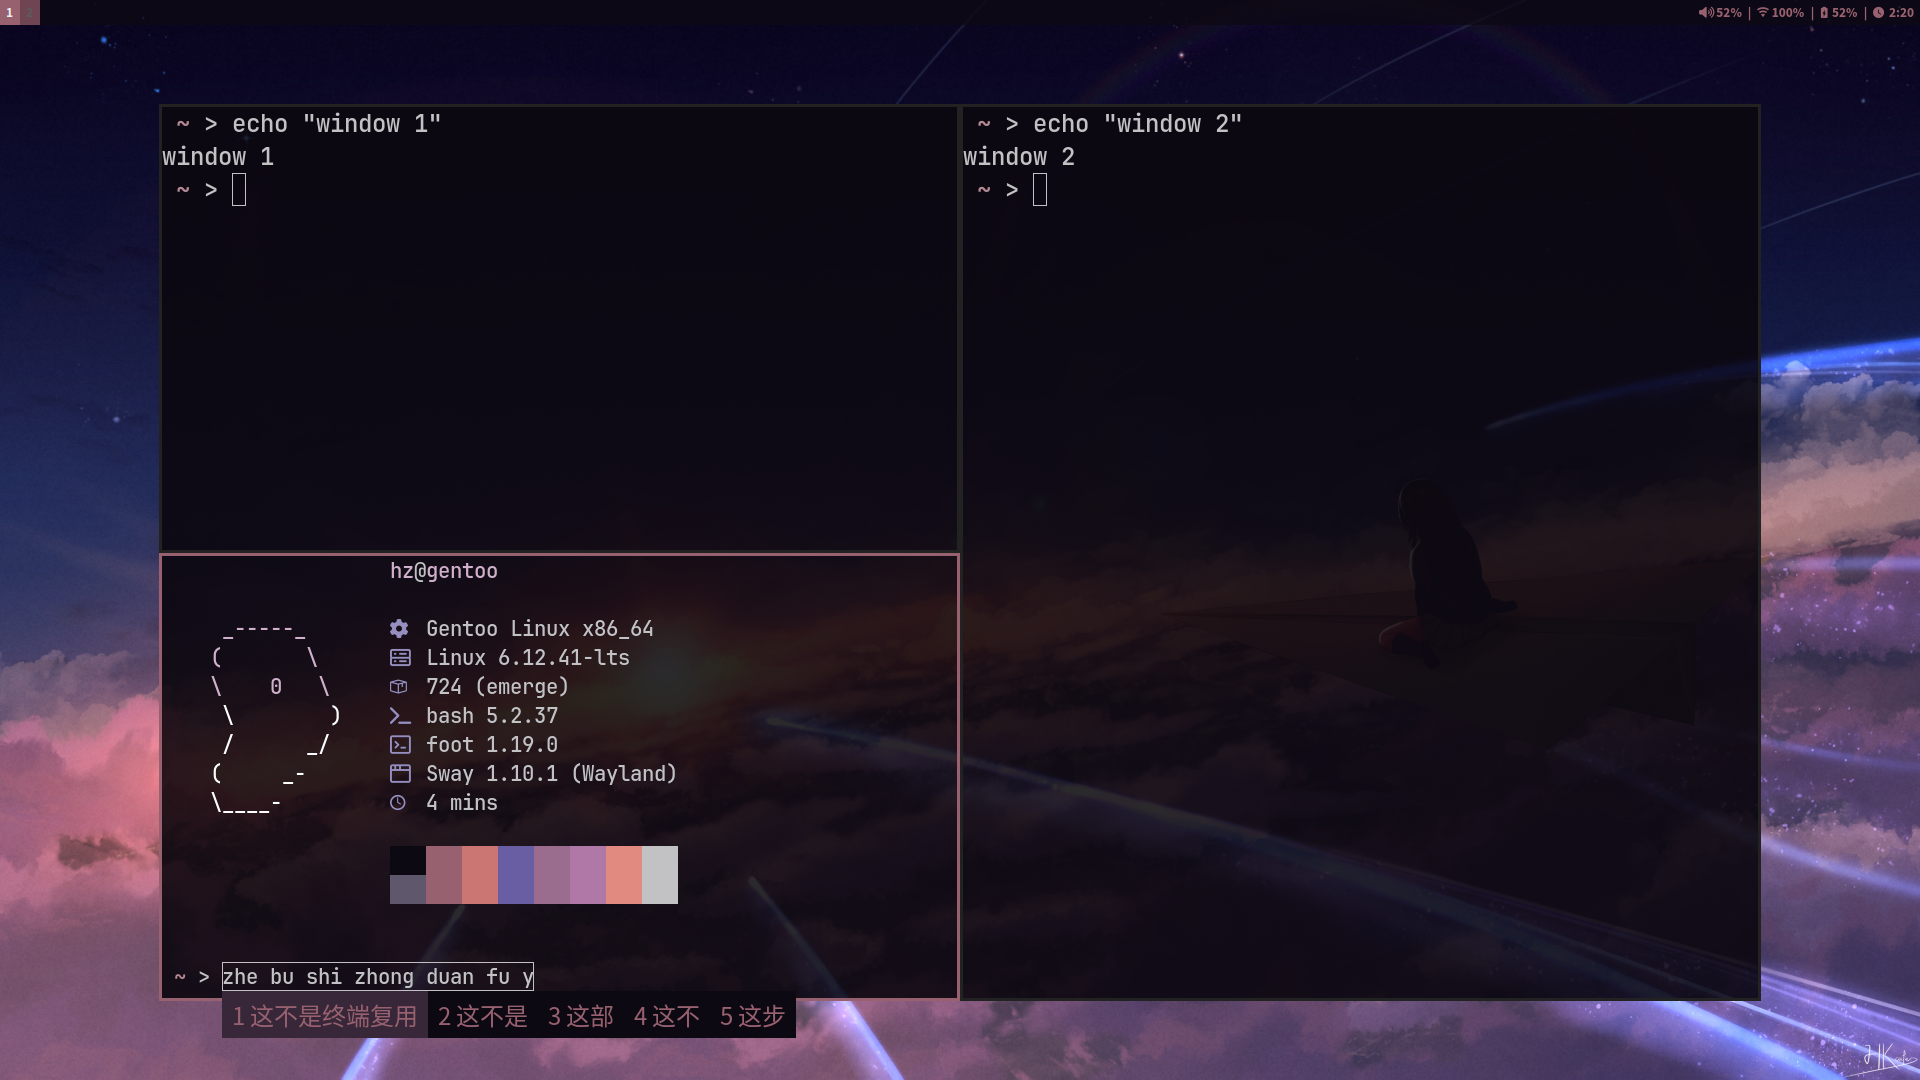 1 2
52% | 100% | 52% | 2:20
~ > echo "window 1"
window 1
~ >
~ > echo "window 2"
window 2
~ >
hz@gentoo
Gentoo Linux x86_64
Linux 6.12.41-lts
724 (emerge)
bash 5.2.37
foot 1.19.0
Sway 1.10.1 (Wayland)
4 mins
~ > zhe bu shi zhong duan fu y
1 这不是终端复用 2 这不是 3 这部 4 这不 5 这步